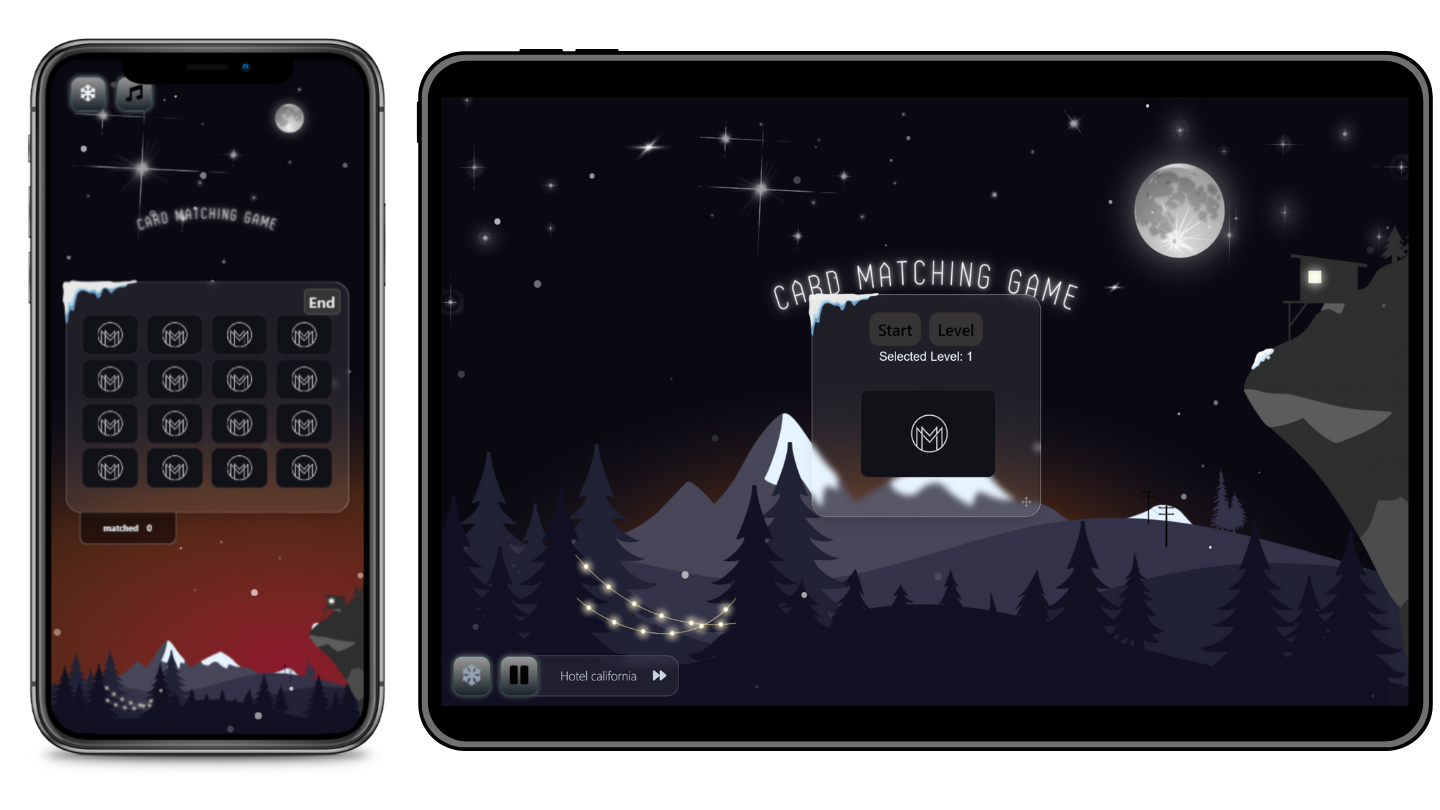 CARD MATCHING GAME
End
matched 0
CARD MATCHING GAME
Start Level
Selected Level: 1
Hotel california